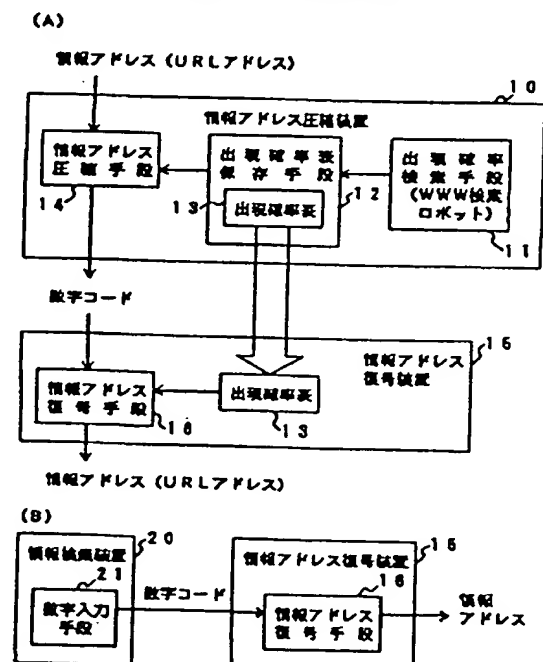 (A)
情報アドレス（URLアドレス）
10
情報アドレス圧縮装置
情報アドレス
圧縮手段
14
出現確率表
保存手段
13
出現確率表
12
出現確率
検索手段
(WWW検索
ロボット)
11
数字コード
15
情報アドレス
復号装置
情報アドレス
復号手段
16
出現確率表
13
情報アドレス（URLアドレス）
(B)
20
情報検索装置
21
数字入力
手段
数字コード
15
情報アドレス復号装置
16
情報アドレス
復号手段
情報
アドレス